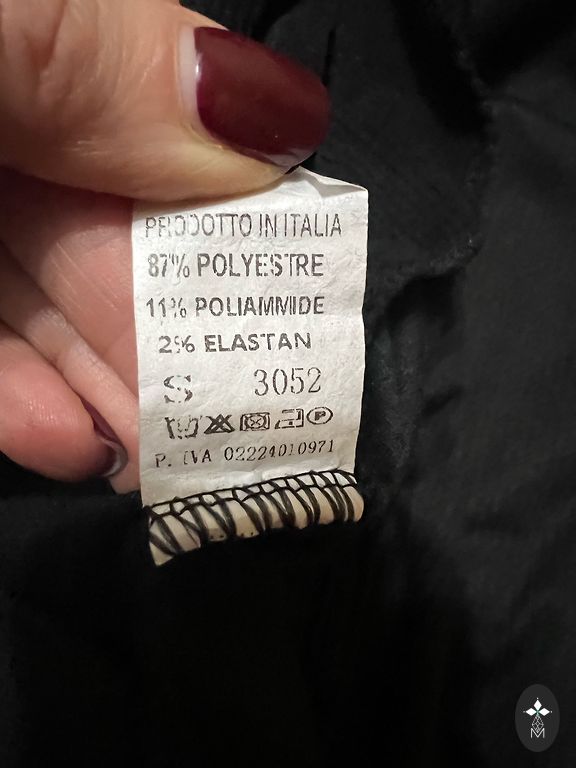 PRODOTTO IN ITALIA
87% POLYESTRE
11% POLIAMMIDE
2% ELASTAN
S 3052
P. IVA 02224010971
M